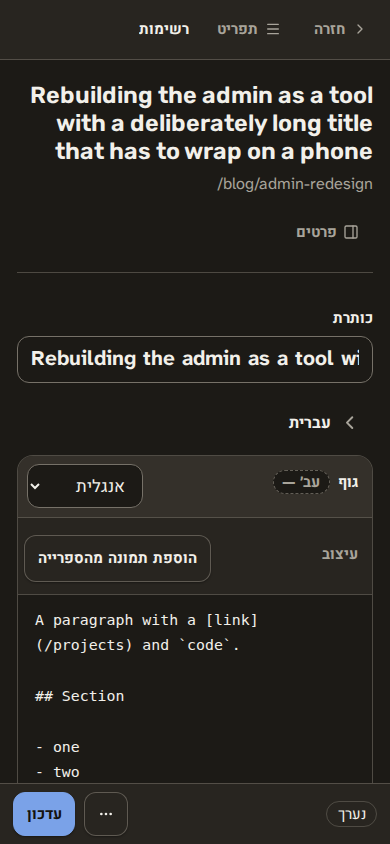 חזרה
תפריט
רשימות
Rebuilding the admin as a tool
with a deliberately long title
that has to wrap on a phone
/blog/admin-redesign
פרטים
כותרת
Rebuilding the admin as a tool wi
עברית
גוף
עב' —
אנגלית
עיצוב
הוספת תמונה מהספרייה
A paragraph with a [link]
(/projects) and `code`.
## Section
- one
- two
נערך
···
עדכון